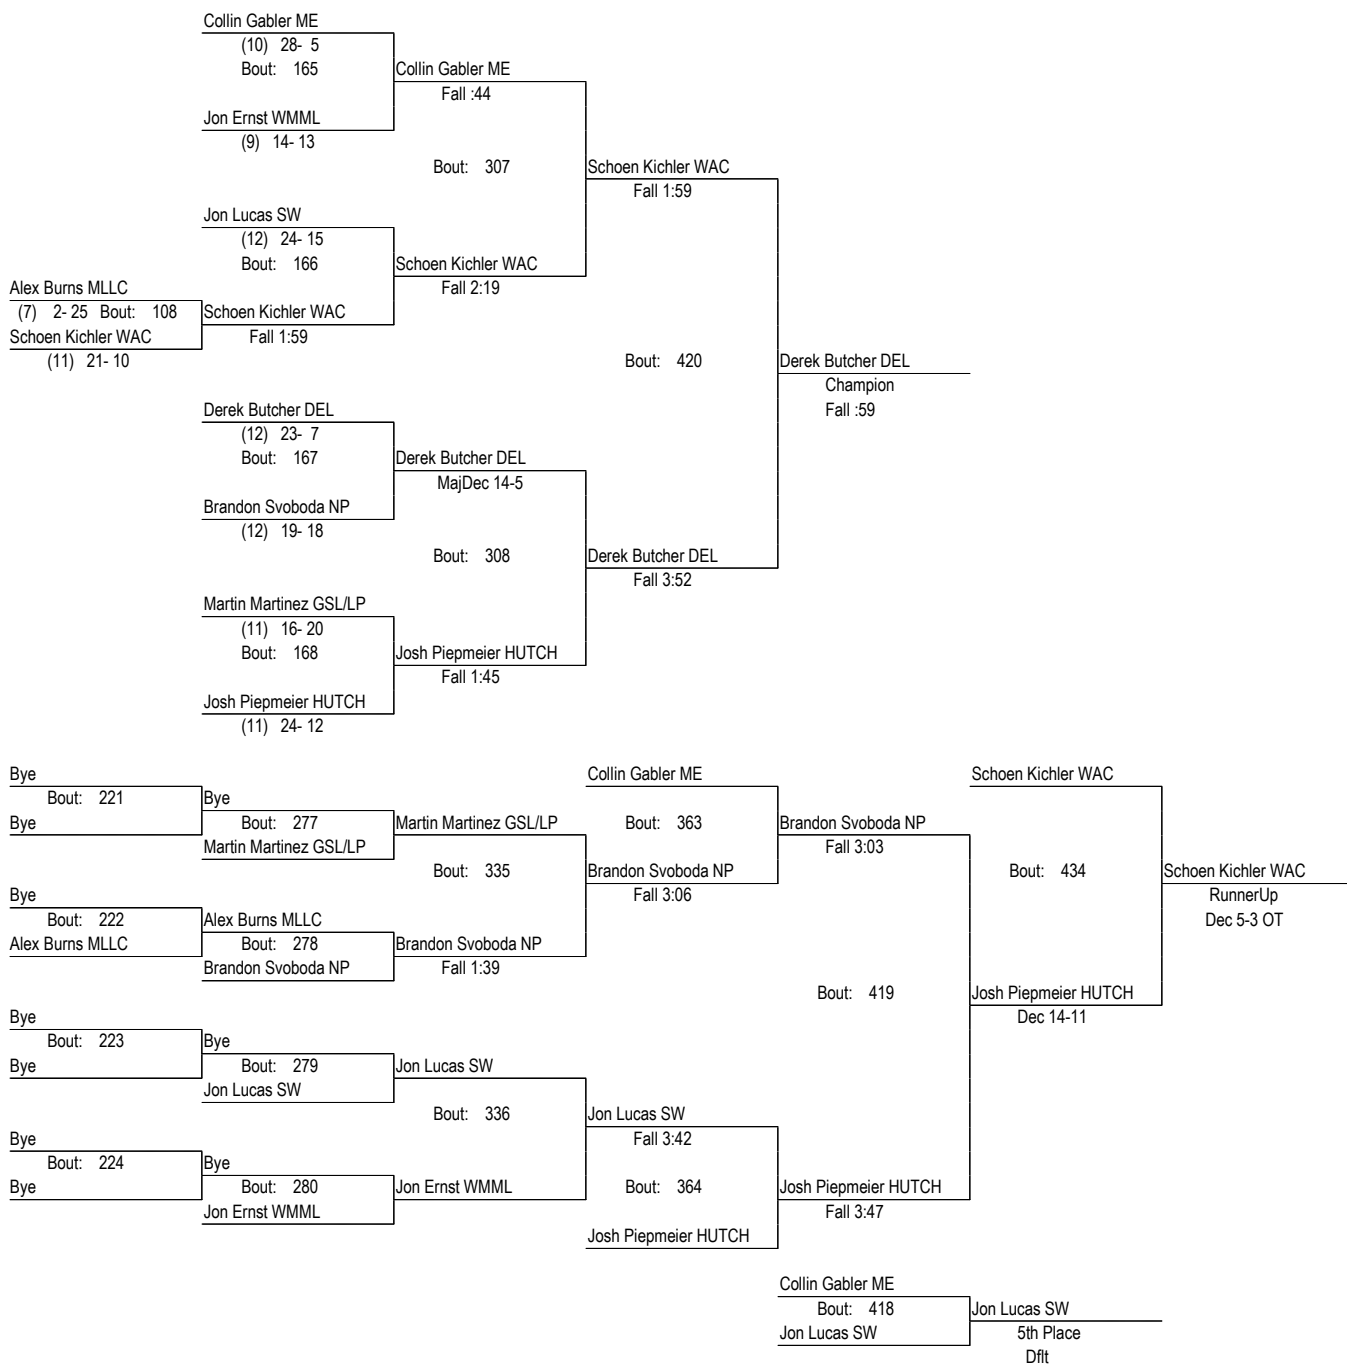 Collin Gabler ME
(10) 28- 5
Bout: 165
Collin Gabler ME
Fall :44
Jon Ernst WMML
(9) 14- 13
Bout: 307
Schoen Kichler WAC
Fall 1:59
Jon Lucas SW
(12) 24- 15
Bout: 166
Schoen Kichler WAC
Fall 2:19
Alex Burns MLLC
(7) 2- 25 Bout: 108
Schoen Kichler WAC
(11) 21- 10
Schoen Kichler WAC
Fall 1:59
Bout: 420
Derek Butcher DEL
Champion
Fall :59
Derek Butcher DEL
(12) 23- 7
Bout: 167
Derek Butcher DEL
MajDec 14-5
Brandon Svoboda NP
(12) 19- 18
Bout: 308
Derek Butcher DEL
Fall 3:52
Martin Martinez GSL/LP
(11) 16- 20
Bout: 168
Josh Piepmeier HUTCH
Fall 1:45
Josh Piepmeier HUTCH
(11) 24- 12
Bye
Bout: 221
Bye
Bye
Bout: 277
Martin Martinez GSL/LP
Martin Martinez GSL/LP
Bout: 335
Collin Gabler ME
Bout: 363
Brandon Svoboda NP
Fall 3:06
Brandon Svoboda NP
Fall 3:03
Schoen Kichler WAC
Bout: 434
Schoen Kichler WAC
RunnerUp
Dec 5-3 OT
Bye
Bout: 222
Alex Burns MLLC
Alex Burns MLLC
Bout: 278
Brandon Svoboda NP
Brandon Svoboda NP
Fall 1:39
Bout: 419
Josh Piepmeier HUTCH
Dec 14-11
Bye
Bout: 223
Bye
Bye
Bout: 279
Jon Lucas SW
Jon Lucas SW
Bout: 336
Jon Lucas SW
Fall 3:42
Bye
Bout: 224
Bye
Bye
Bout: 280
Jon Ernst WMML
Jon Ernst WMML
Bout: 364
Josh Piepmeier HUTCH
Josh Piepmeier HUTCH
Fall 3:47
Collin Gabler ME
Bout: 418
Jon Lucas SW
Jon Lucas SW
5th Place
Dflt